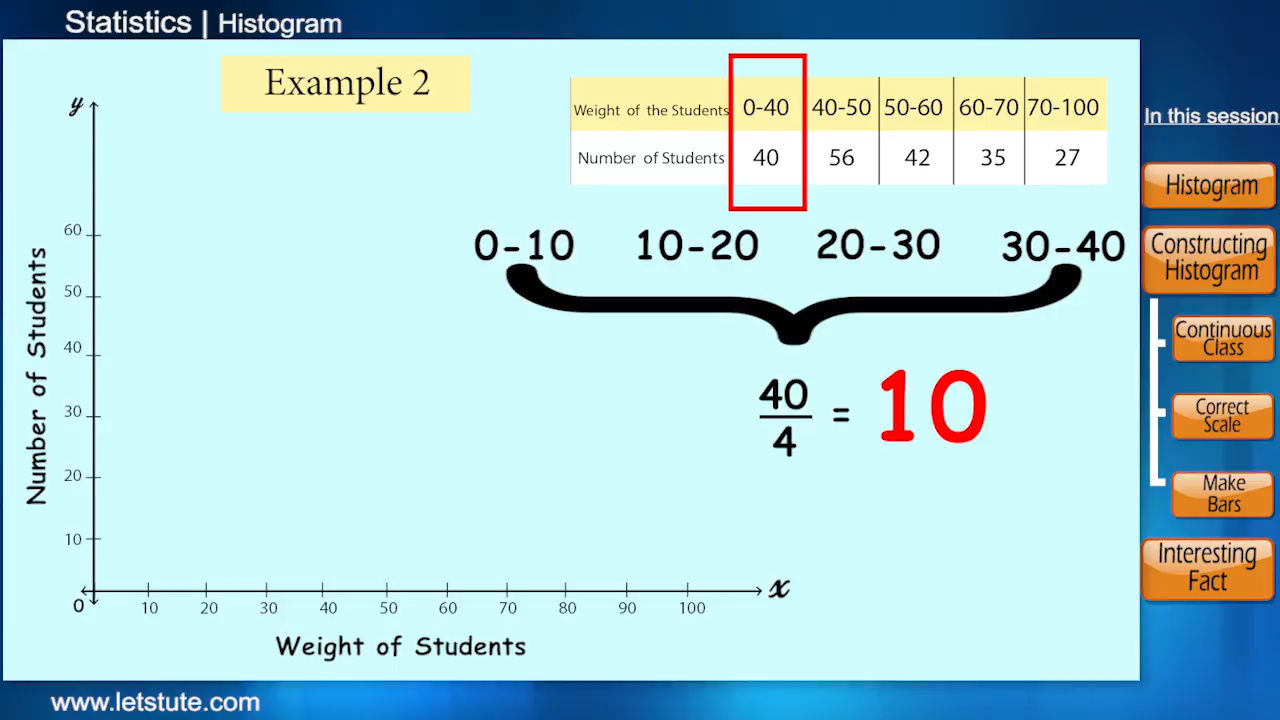 Statistics | Histogram
Example 2
Weight of the Students 0-40 40-50 50-60 60-70 70-100
Number of Students 40 56 42 35 27
0-10 10-20 20-30 30-40
40
4
= 10
y
60
50
40
30
20
10
0
Number of Students
10 20 30 40 50 60 70 80 90 100
x
Weight of Students
In this session
Histogram
Constructing
Histogram
Continuous
Class
Correct
Scale
Make
Bars
Interesting
Fact
www.letstute.com